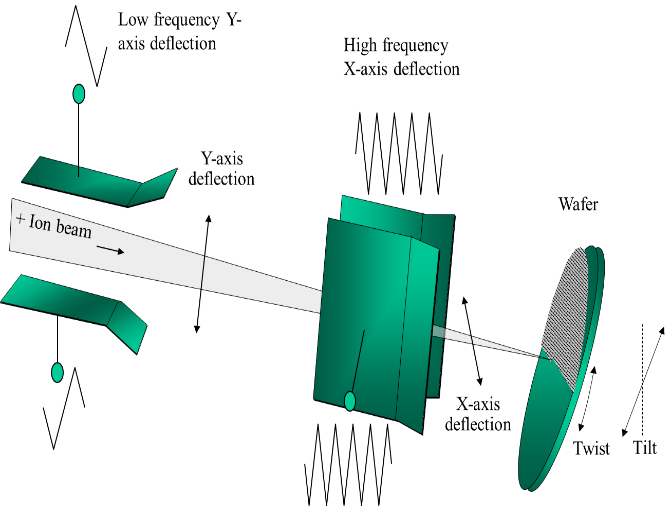 Low frequency Y-
axis deflection
High frequency
X-axis deflection
Y-axis
deflection
Wafer
+ Ion beam
X-axis
deflection
Twist
Tilt